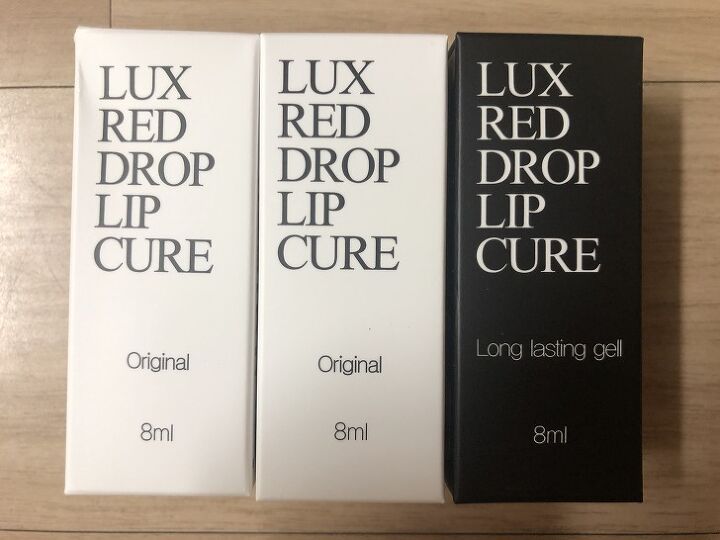 LUX
RED
DROP
LIP
CURE
Original
8ml
LUX
RED
DROP
LIP
CURE
Original
8ml
LUX
RED
DROP
LIP
CURE
Long lasting gell
8ml